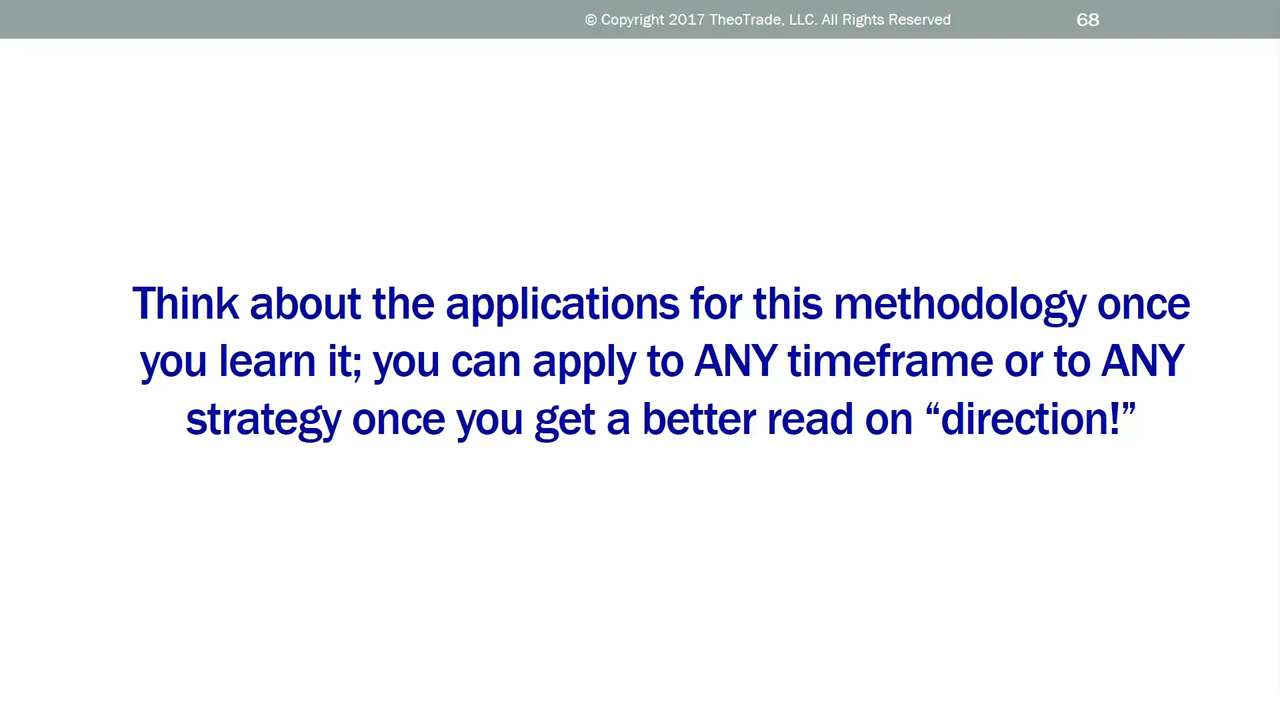 © Copyright 2017 TheoTrade, LLC. All Rights Reserved 68
Think about the applications for this methodology once
you learn it; you can apply to ANY timeframe or to ANY
strategy once you get a better read on “direction!”